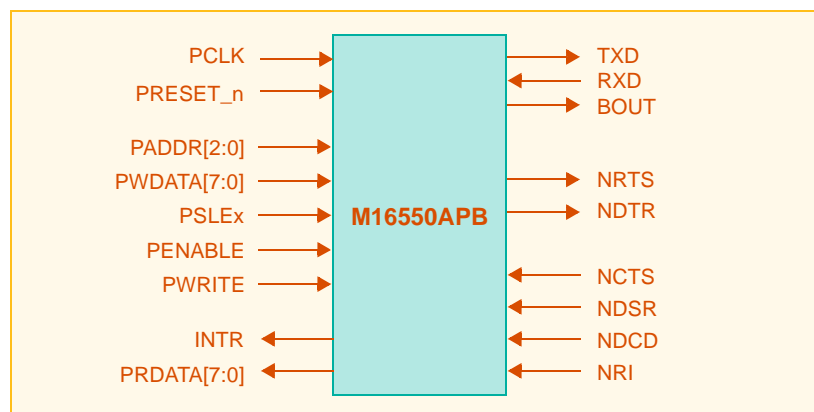 PCLK
PRESET_n
PADDR[2:0]
PWDATA[7:0]
PSLEx
PENABLE
PWRITE
INTR
PRDATA[7:0]
M16550APB
TXD
RXD
BOUT
NRTS
NDTR
NCTS
NDSR
NDCD
NRI